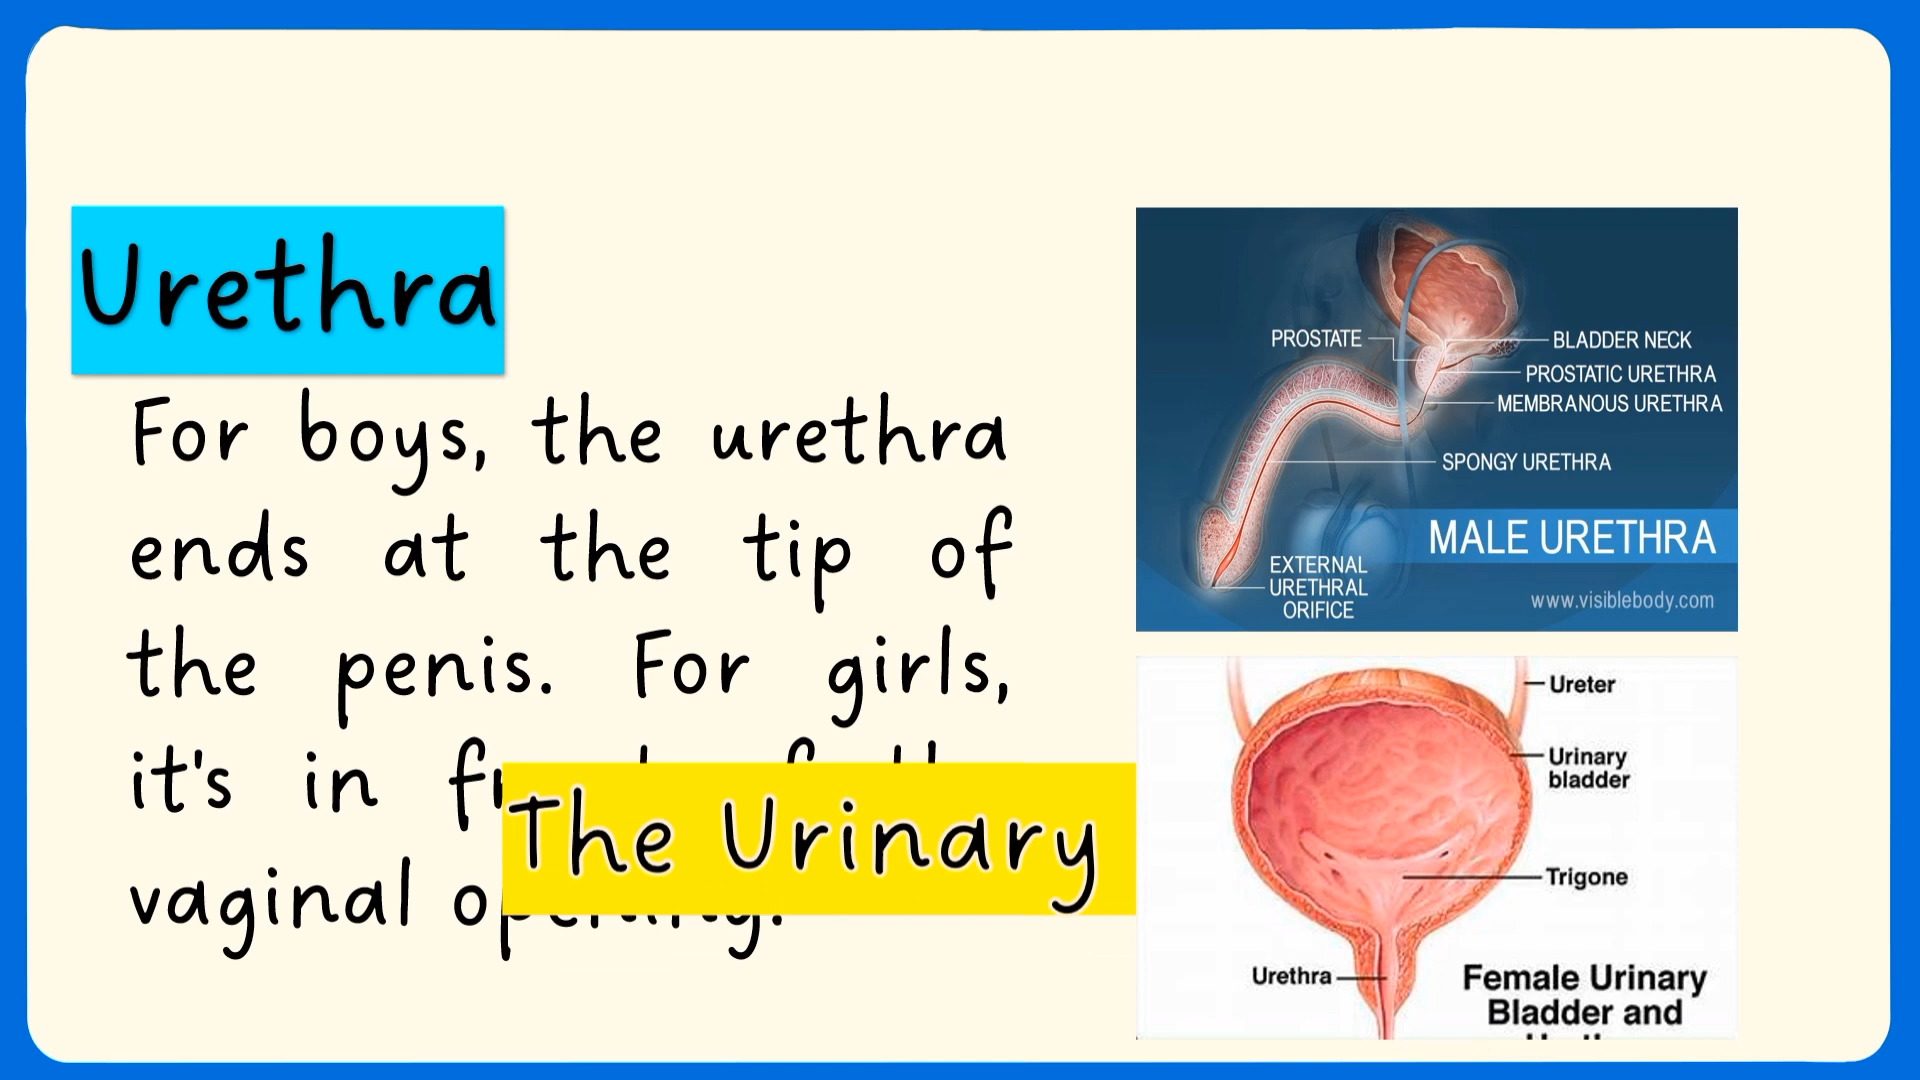 Urethra
For boys, the urethra
ends at the tip of
the penis. For girls,
it's in
vaginal
The Urinary
PROSTATE
BLADDER NECK
PROSTATIC URETHRA
MEMBRANOUS URETHRA
SPONGY URETHRA
MALE URETHRA
EXTERNAL
URETHRAL
ORIFICE
www.visiblebody.com
Ureter
Urinary
bladder
Trigone
Urethra
Female Urinary
Bladder and